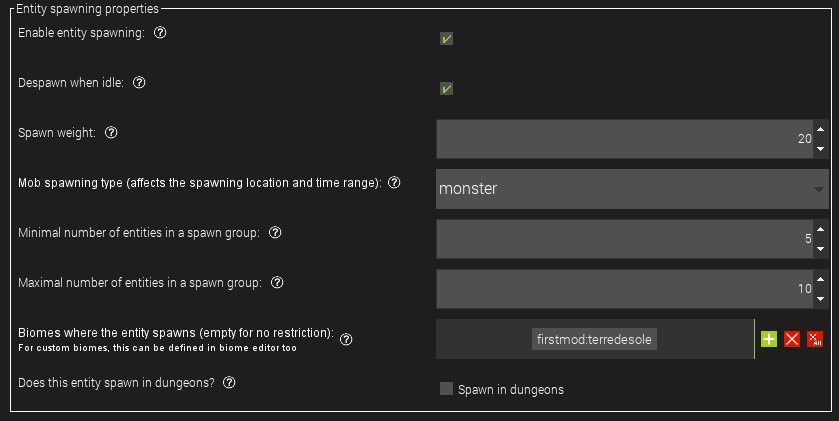 Entity spawning properties
Enable entity spawning:
Despawn when idle:
Spawn weight:
20
Mob spawning type (affects the spawning location and time range):
monster
Minimal number of entities in a spawn group:
5
Maximal number of entities in a spawn group:
10
Biomes where the entity spawns (empty for no restriction):
For custom biomes, this can be defined in biome editor too
firstmod:terredesole
All
Does this entity spawn in dungeons?
Spawn in dungeons